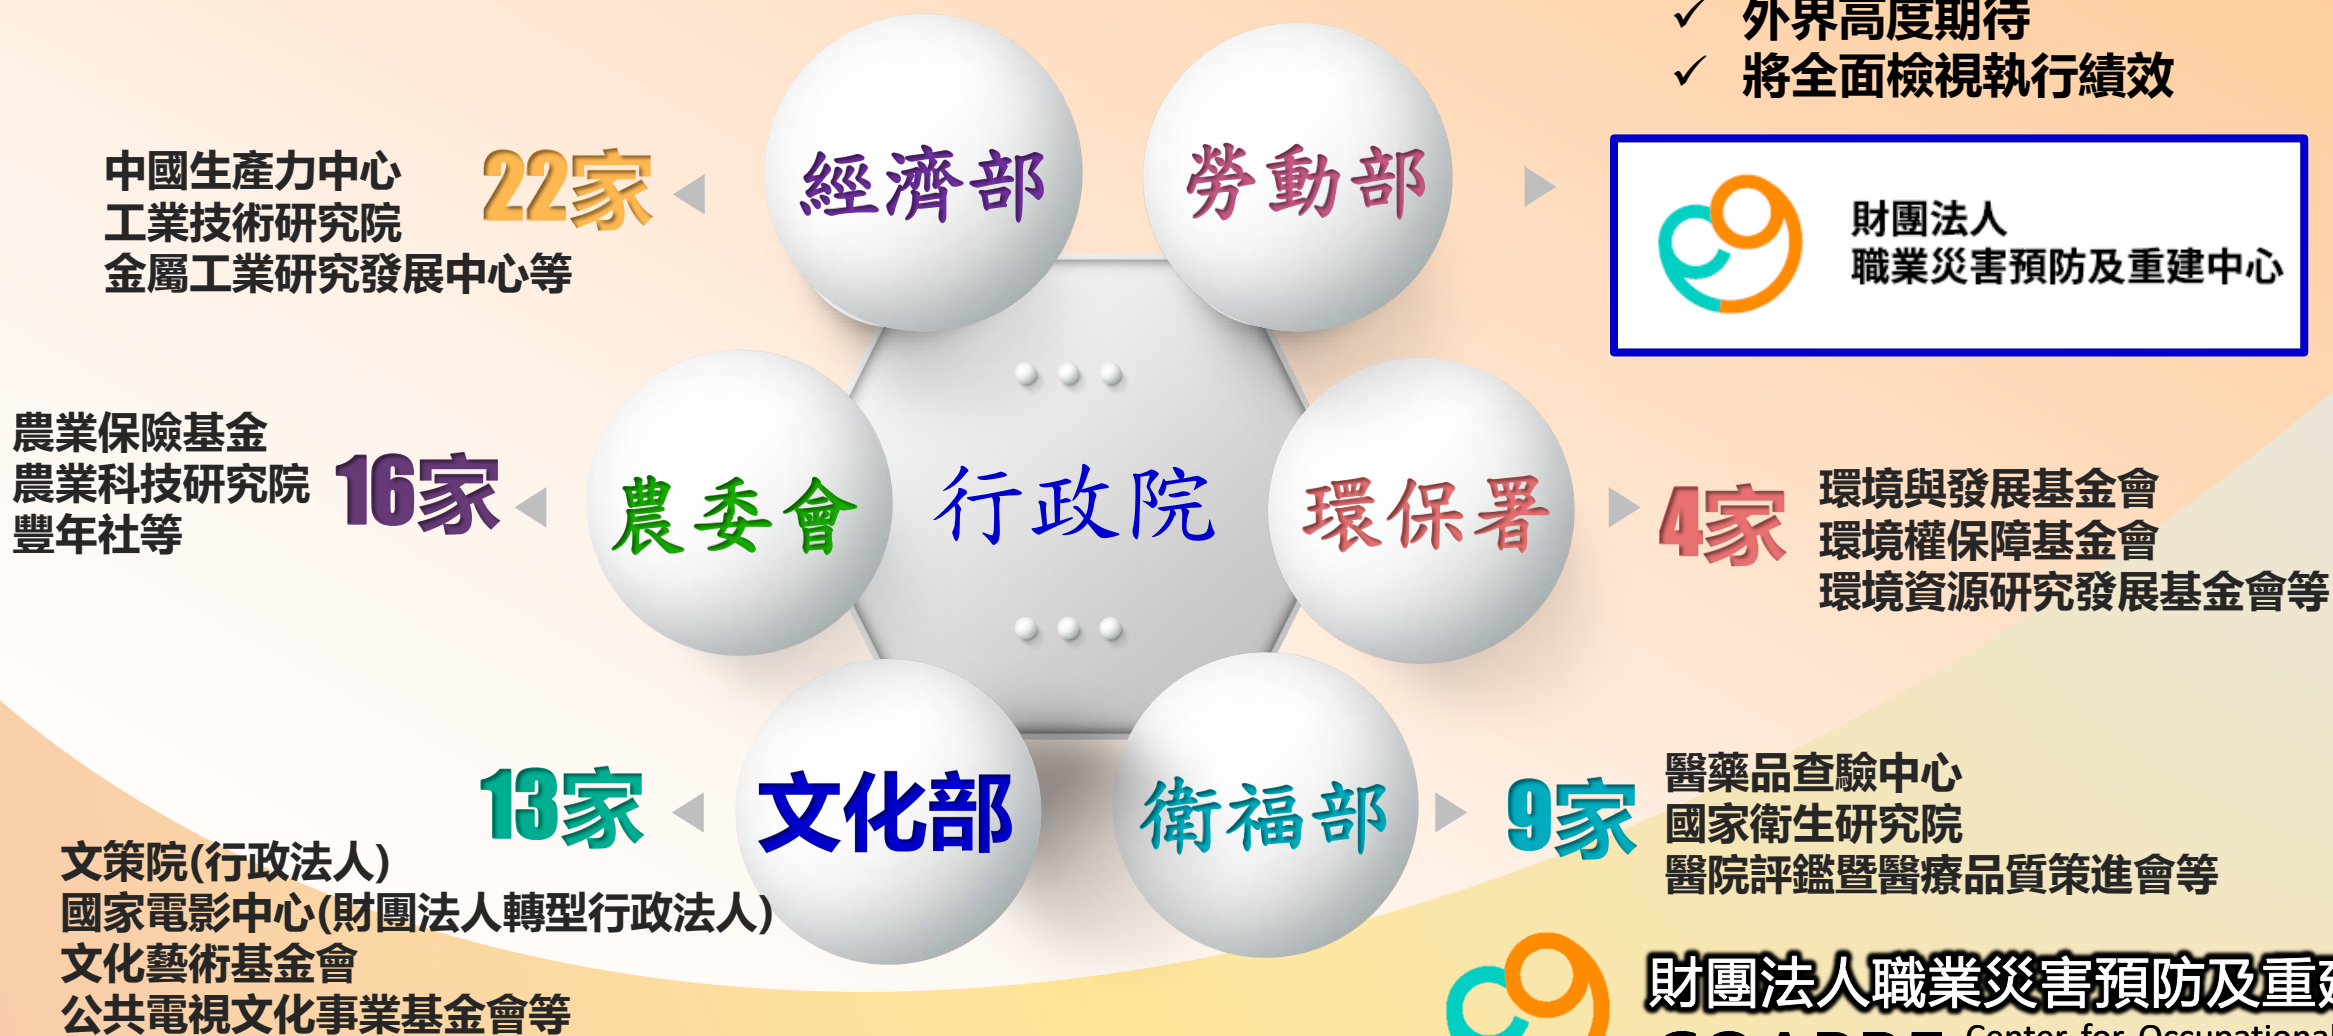 外界高度期待
將全面檢視執行績效
經濟部
勞動部
中國生產力中心
工業技術研究院
金屬工業研究發展中心等
22家
財團法人
職業災害預防及重建中心
農業保險基金
農業科技研究院
豐年社等
16家
農委會
行政院
環保署
4家
環境與發展基金會
環境權保障基金會
環境資源研究發展基金會等
13家
文化部
衛福部
9家
醫藥品查驗中心
國家衛生研究院
醫院評鑑暨醫療品質策進會等
文策院(行政法人)
國家電影中心(財團法人轉型行政法人)
文化藝術基金會
公共電視文化事業基金會等
財團法人職業災害預防及重建
Center for Occupational